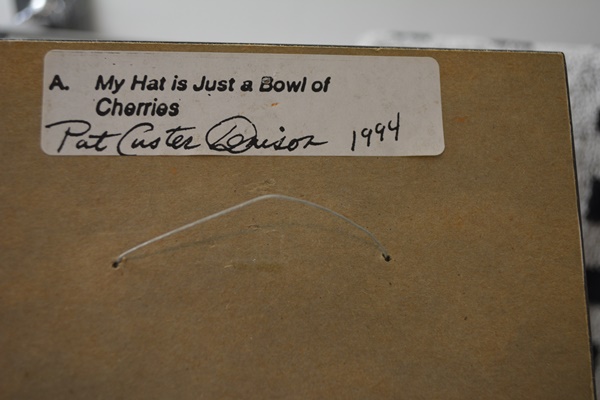 A. My Hat is Just a Bowl of
Cherries
Pat Custer Denison 1994